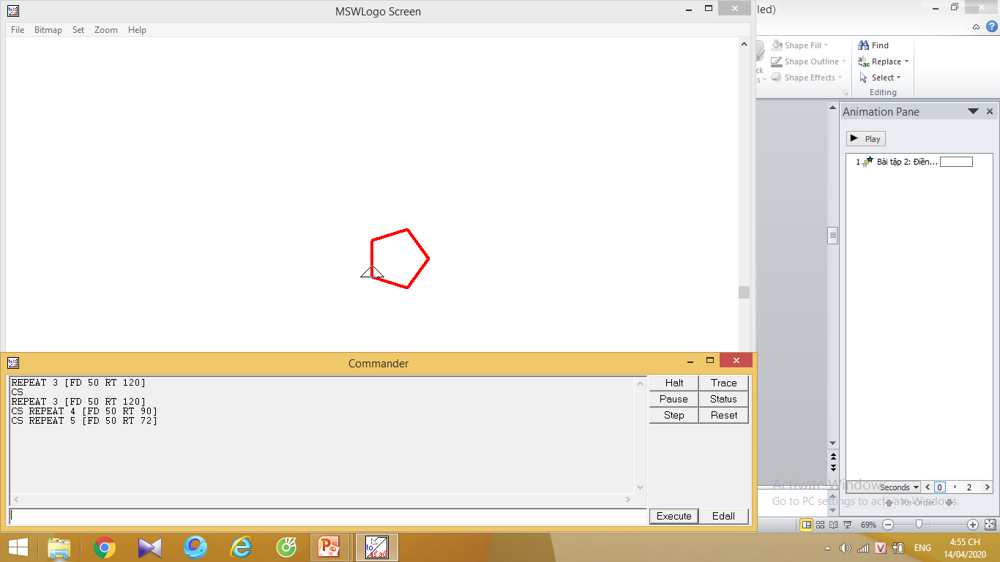 MSWLogo Screen
File Bitmap Set Zoom Help
led)
Shape Fill
Shape Outline
Shape Effects
ck
s
Find
Replace
Select
Editing
Animation Pane
Play
1 Bài tập 2: Điền...
Commander
REPEAT 3 [FD 50 RT 120]
CS
REPEAT 3 [FD 50 RT 120]
CS REPEAT 4 [FD 50 RT 90]
CS REPEAT 5 [FD 50 RT 72]
Halt Trace
Pause Status
Step Reset
Execute Edall
Activate Windows
Go to PC settings to activate Windows.
Seconds 0 2
Re-Order
69%
ENG
4:55 CH
14/04/2020